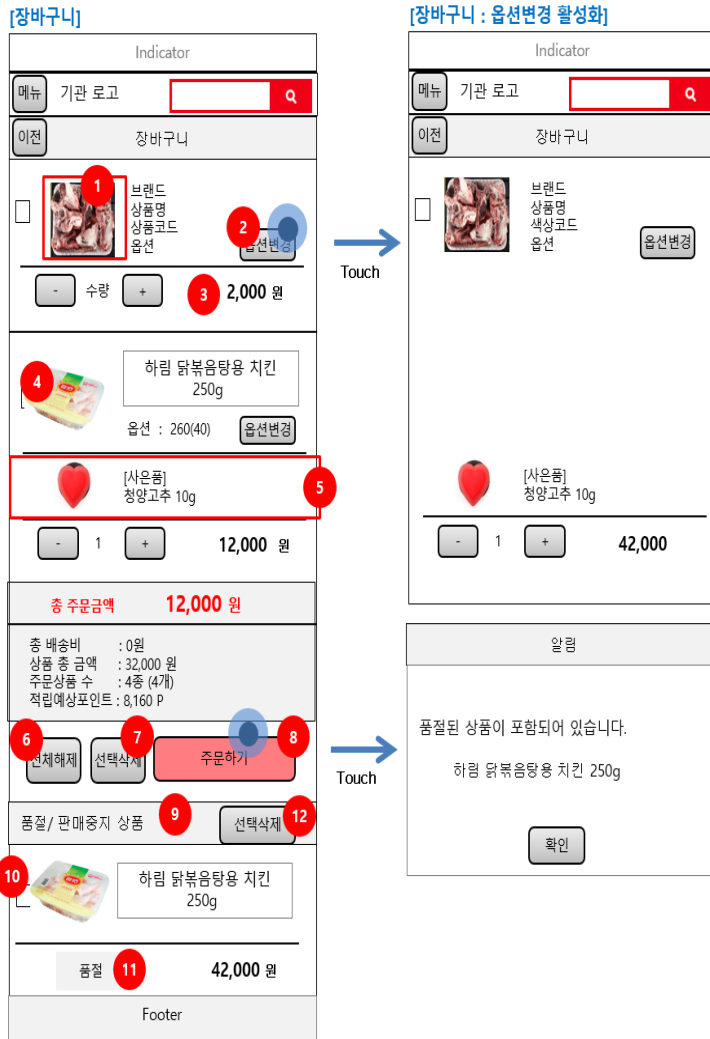 [장바구니]
Indicator
메뉴
기관 로고
이전
장바구니
1
브랜드
상품명
상품코드
옵션
2
옵션변경
-
수량
+
3
2,000 원
4
하림 닭볶음탕용 치킨
250g
옵션 : 260(40)
옵션변경
[사은품]
청양고추 10g
5
-
1
+
12,000 원
총 주문금액
12,000 원
총 배송비 : 0원
상품 총 금액 : 32,000 원
주문상품 수 : 4종 (4개)
적립예상포인트 : 8,160 P
6
전체해제
7
선택삭제
8
주문하기
품절/ 판매중지 상품
9
선택삭제
12
10
하림 닭볶음탕용 치킨
250g
품절
11
42,000 원
Footer
Touch
Touch
[장바구니 : 옵션변경 활성화]
Indicator
메뉴
기관 로고
이전
장바구니
브랜드
상품명
색상코드
옵션
옵션변경
[사은품]
청양고추 10g
-
1
+
42,000
알림
품절된 상품이 포함되어 있습니다.
하림 닭볶음탕용 치킨 250g
확인